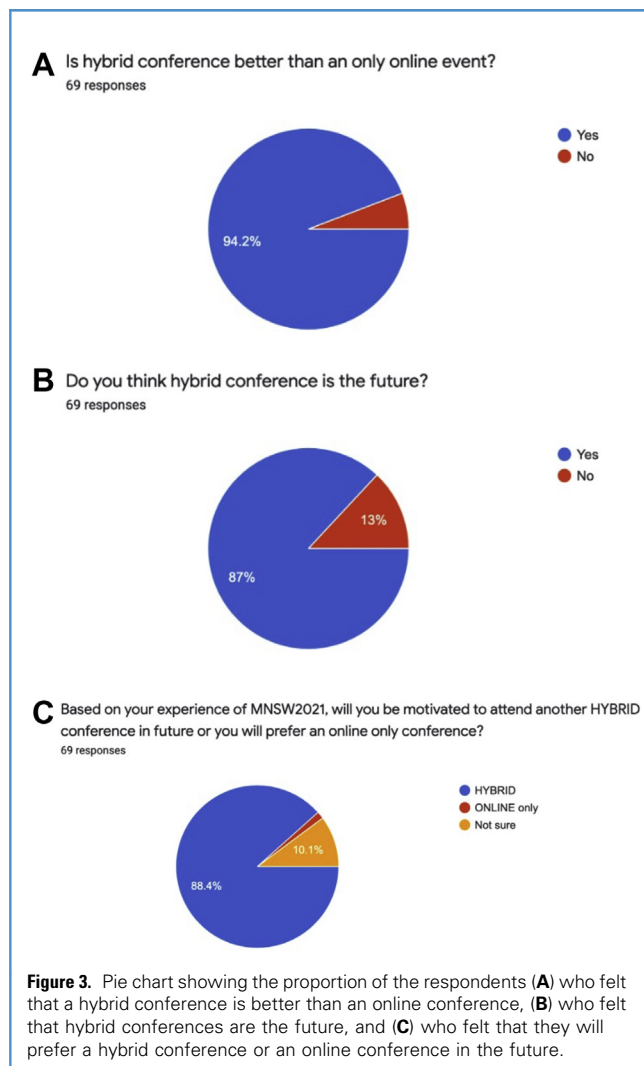 A Is hybrid conference better than an only online event?
69 responses
Yes
No
94.2%
B Do you think hybrid conference is the future?
69 responses
Yes
No
13%
87%
C Based on your experience of MNSW2021, will you be motivated to attend another HYBRID
conference in future or you will prefer an online only conference?
69 responses
HYBRID
ONLINE only
Not sure
10.1%
88.4%
Figure 3. Pie chart showing the proportion of the respondents (A) who felt
that a hybrid conference is better than an online conference, (B) who felt
that hybrid conferences are the future, and (C) who felt that they will
prefer a hybrid conference or an online conference in the future.